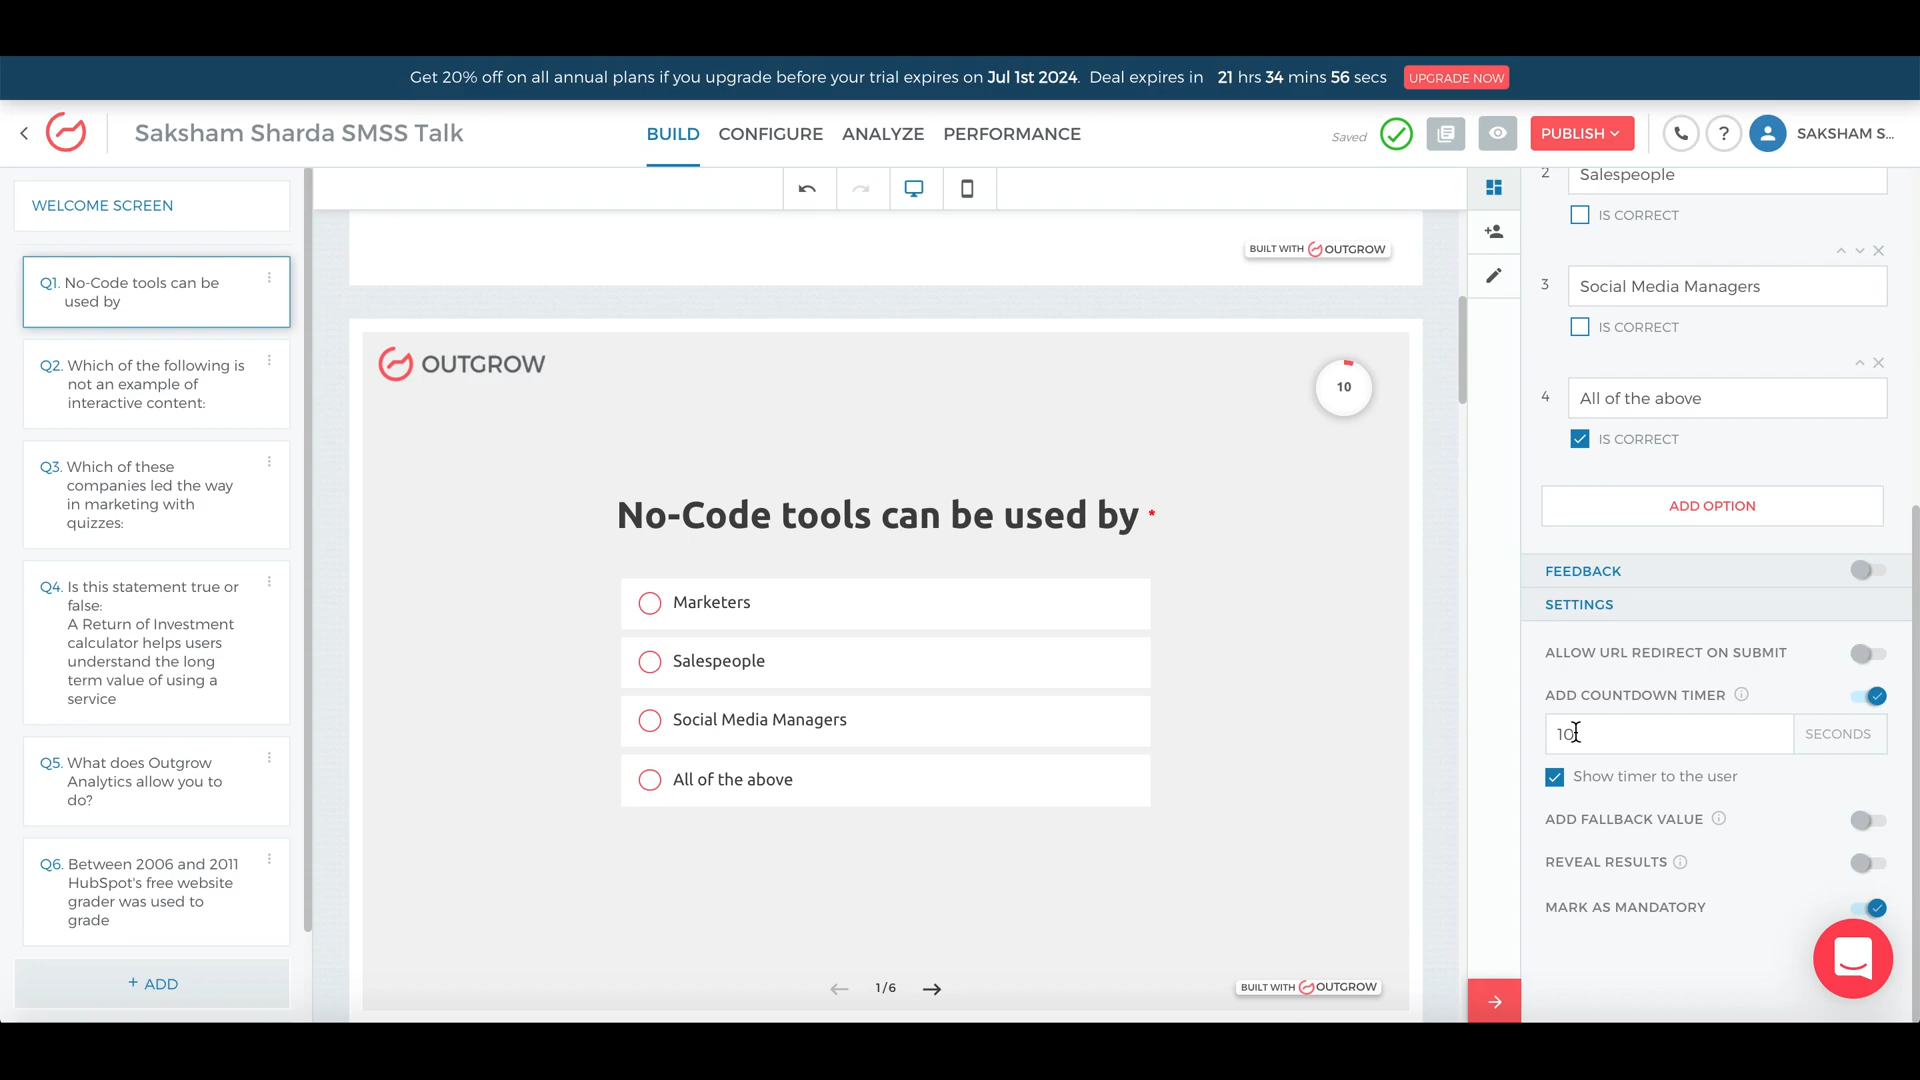 Get 20% off on all annual plans if you upgrade before your trial expires on Jul 1st 2024. Deal expires in 21 hrs 34 mins 56 secs UPGRADE NOW
Saksham Sharda SMSS Talk
BUILD CONFIGURE ANALYZE PERFORMANCE
Saved
PUBLISH
?
SAKSHAM S...
WELCOME SCREEN
Q1. No-Code tools can be
used by
Q2. Which of the following is
not an example of
interactive content:
Q3. Which of these
companies led the way
in marketing with
quizzes:
Q4. Is this statement true or
false:
A Return of Investment
calculator helps users
understand the long
term value of using a
service
Q5. What does Outgrow
Analytics allow you to
do?
Q6. Between 2006 and 2011
HubSpot's free website
grader was used to
grade
+ ADD
BUILT WITH OUTGROW
OUTGROW
10
No-Code tools can be used by *
Marketers
Salespeople
Social Media Managers
All of the above
1/6
BUILT WITH OUTGROW
2 Salespeople
IS CORRECT
3 Social Media Managers
IS CORRECT
4 All of the above
IS CORRECT
ADD OPTION
FEEDBACK
SETTINGS
ALLOW URL REDIRECT ON SUBMIT
ADD COUNTDOWN TIMER
10 SECONDS
Show timer to the user
ADD FALLBACK VALUE
REVEAL RESULTS
MARK AS MANDATORY